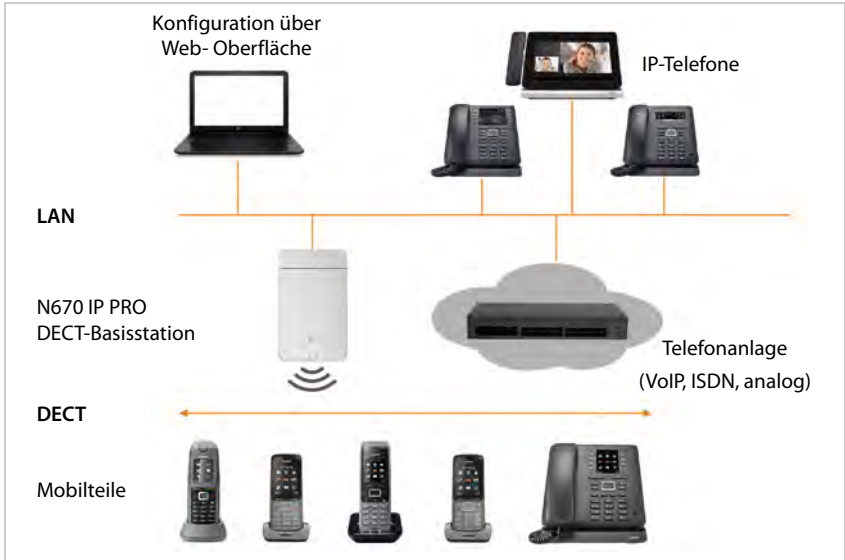 Konfiguration über
Web- Oberfläche
IP-Telefone
LAN
N670 IP PRO
DECT-Basisstation
Telefonanlage
(VoIP, ISDN, analog)
DECT
Mobilteile